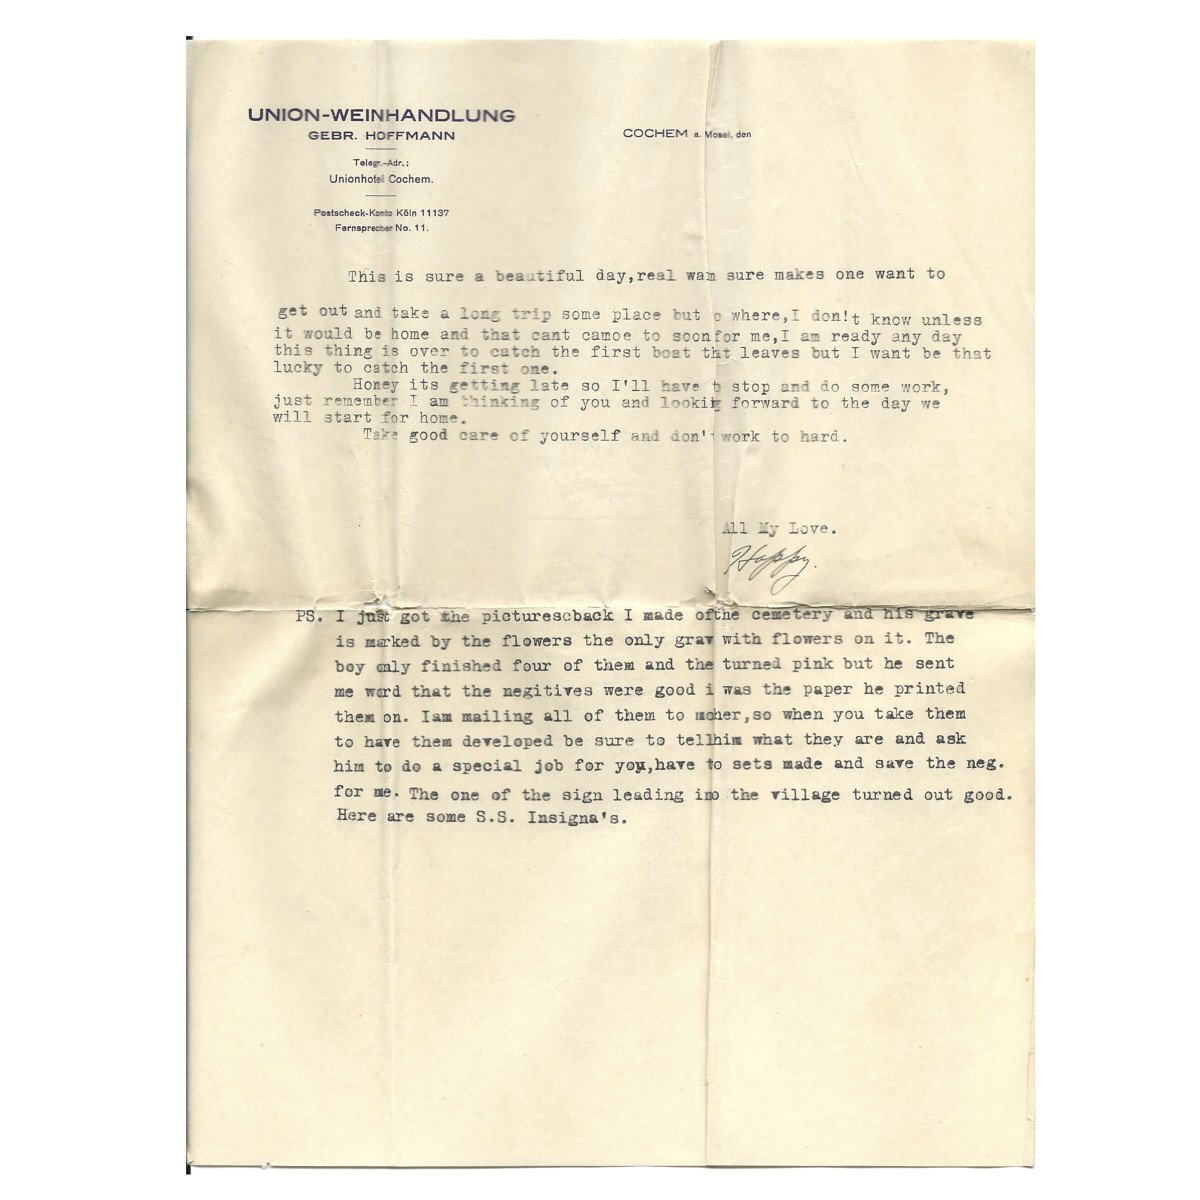 UNION-WEINHANDLUNG
GEBR. HOFFMANN
COCHEM a. Mosel, den
Telegr.-Adr.:
Unionhotel Cochem.
Postscheck-Konto Köln 11137
Fernsprecher No. 11.
This is sure a beautiful day,real wam sure makes one want to
get out and take a long trip some place but o where,I don!t know unless
it would be home and that cant camoe to soonfor me,I am ready any day
this thing is over to catch the first boat tht leaves but I want be that
lucky to catch the first one.
Honey its getting late so I'll have to stop and do some work,
just remember I am thinking of you and lookig forward to the day we
will start for home.
Take good care of yourself and don't work to hard.
All My Love.
Happy.
PS. I just got the picturescback I made ofthe cemetery and his grave
is marked by the flowers the only grav with flowers on it. The
boy only finished four of them and the turned pink but he sent
me word that the negitives were good i was the paper he printed
them on. Iam mailing all of them to moher,so when you take them
to have them developed be sure to tellhim what they are and ask
him to do a special job for you,have to sets made and save the neg.
for me. The one of the sign leading ino the village turned out good.
Here are some S.S. Insigna's.